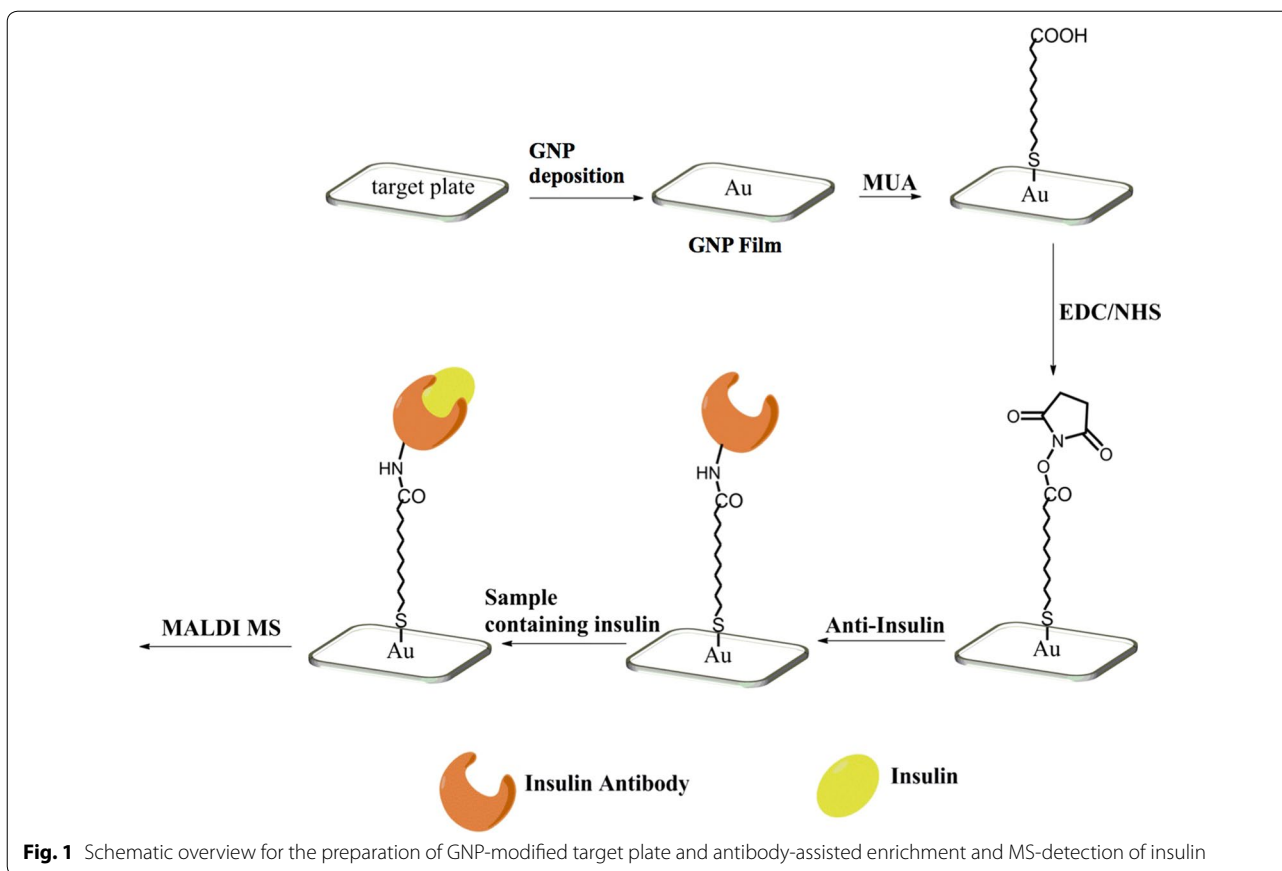 COOH
S
Au
target plate
GNP
deposition
Au
MUA
GNP Film
EDC/NHS
O
N
O
O
CO
S
Au
Anti-Insulin
HN
CO
S
Au
Sample
containing insulin
HN
CO
S
Au
MALDI MS
Insulin Antibody
Insulin
Fig. 1 Schematic overview for the preparation of GNP-modified target plate and antibody-assisted enrichment and MS-detection of insulin